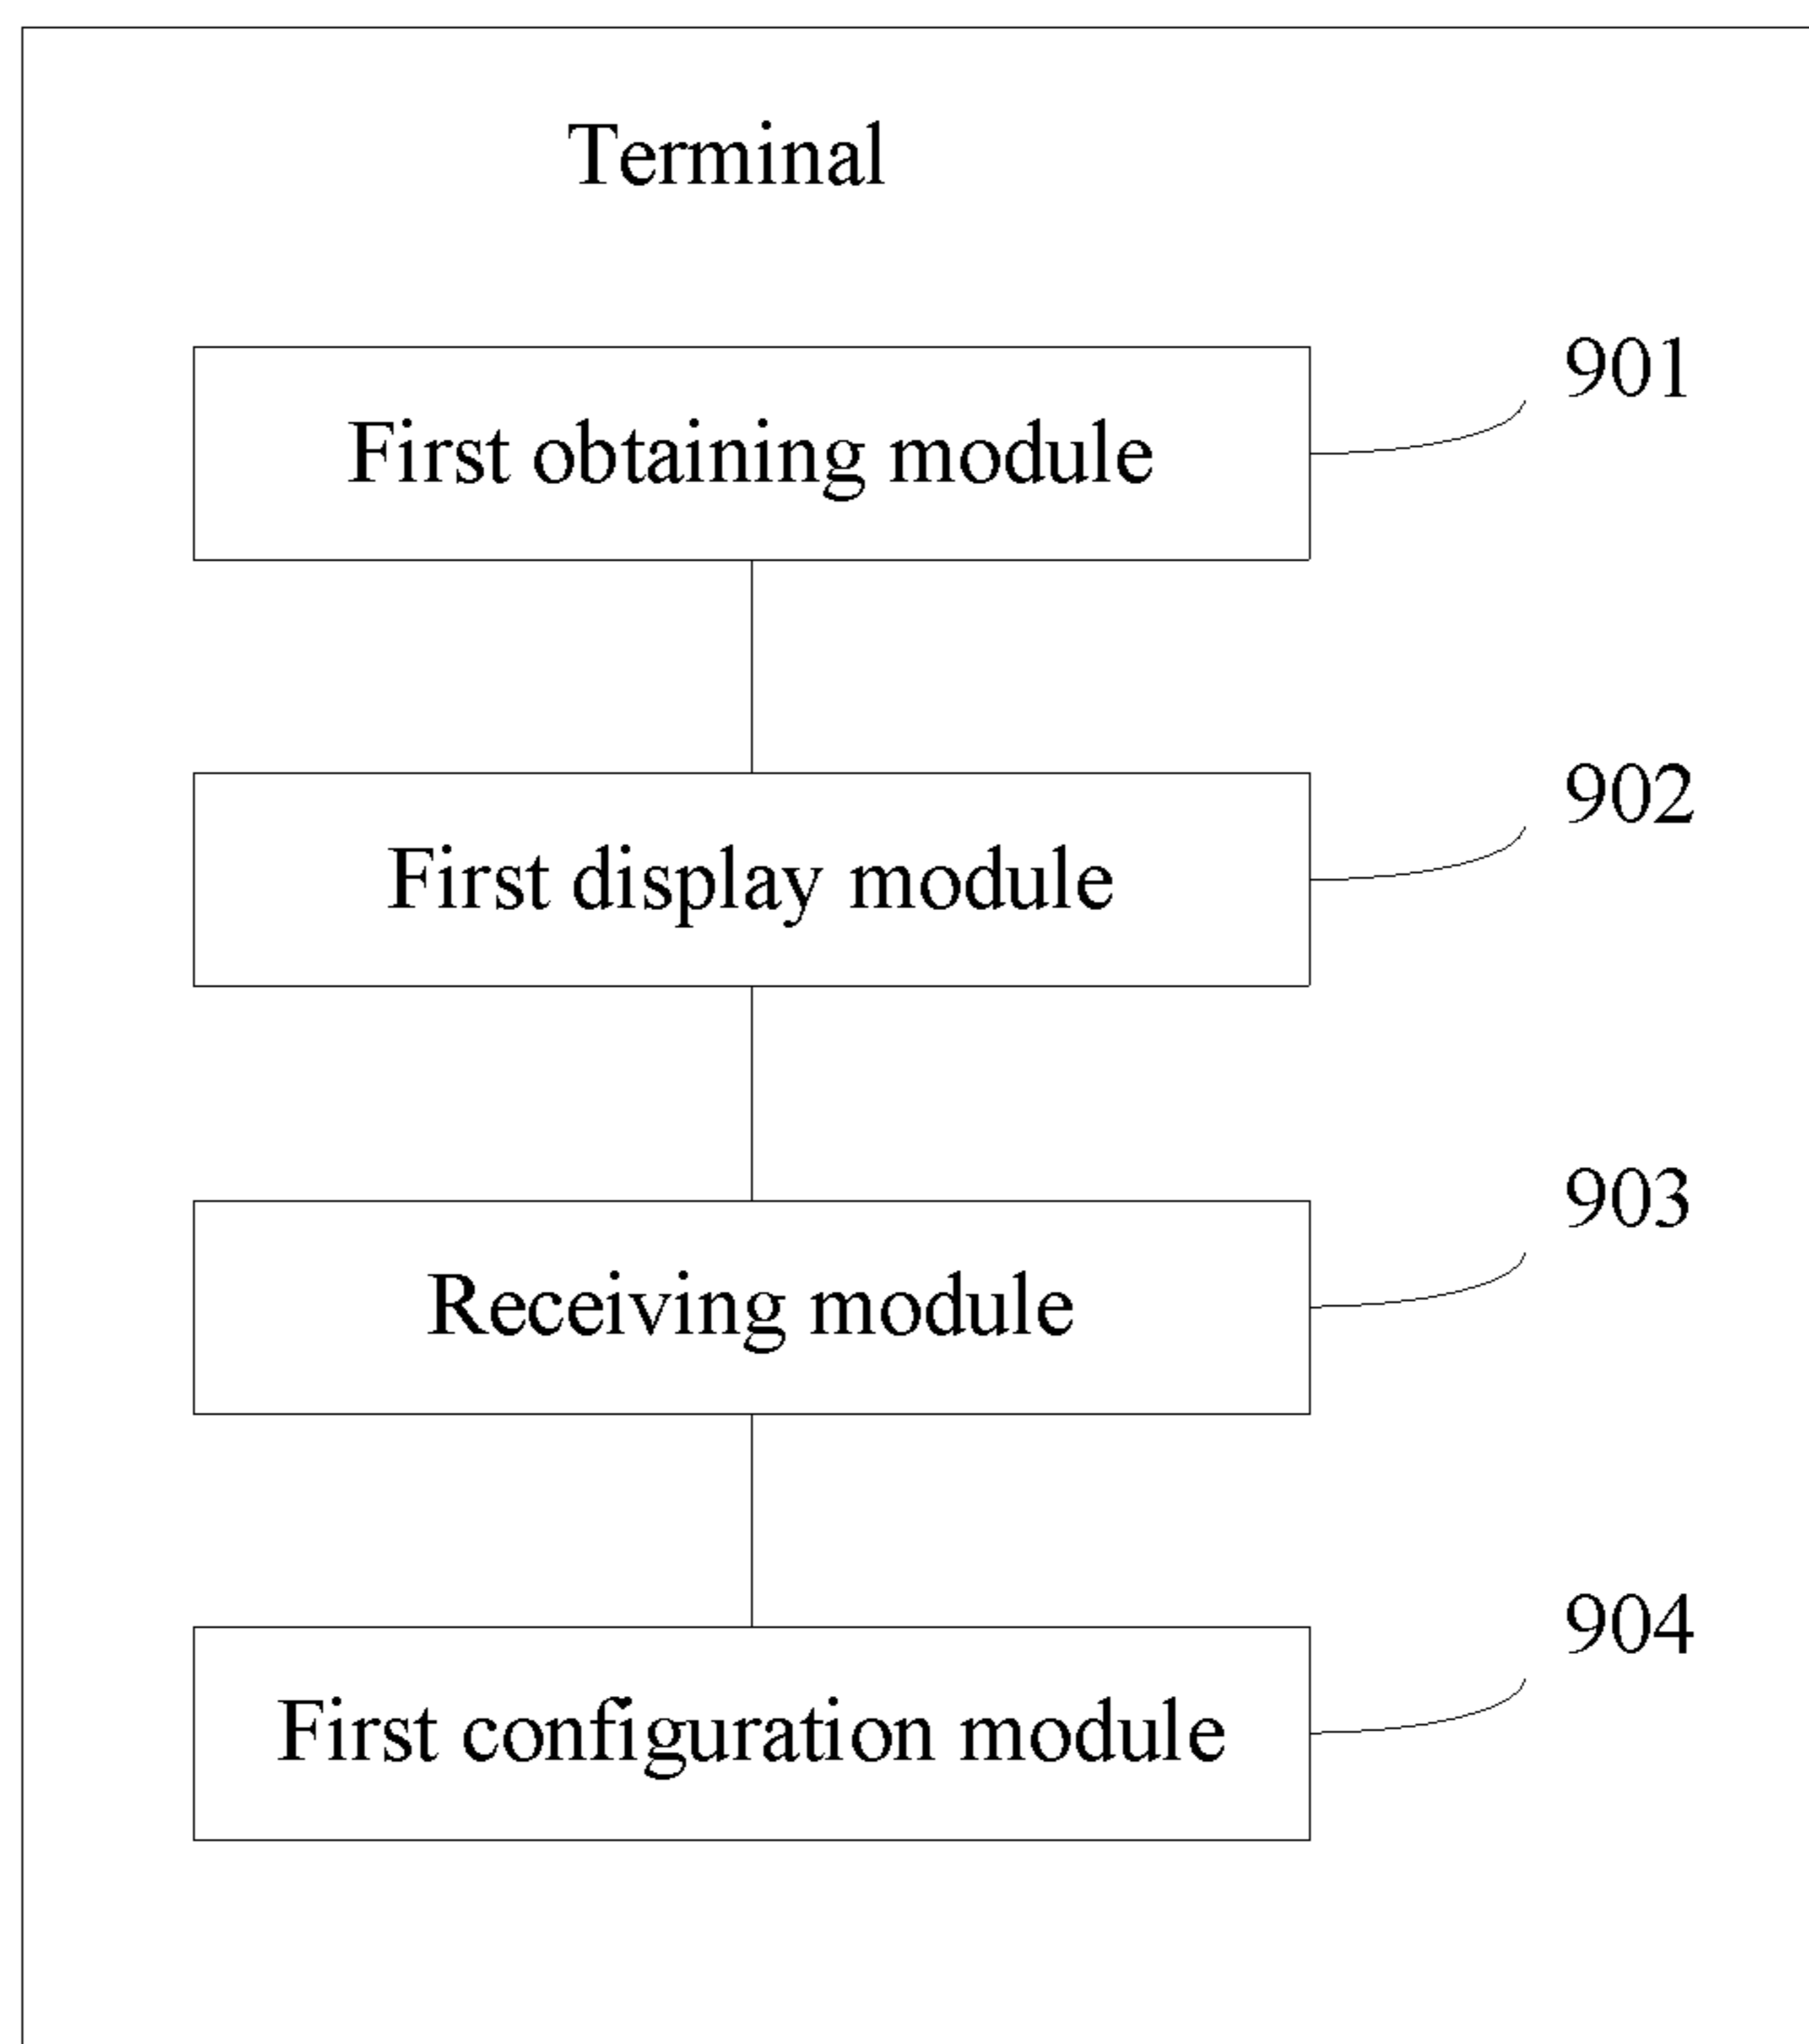 Terminal
901
First obtaining module
902
First display module
903
Receiving module
904
First configuration module